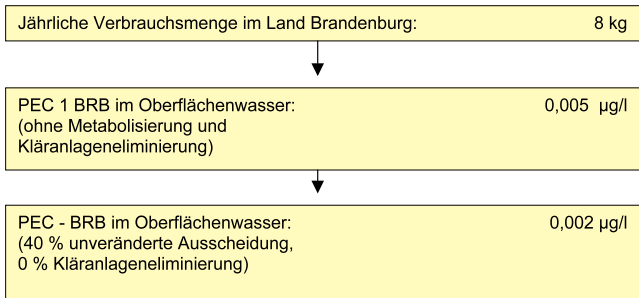 Jährliche Verbrauchsmenge im Land Brandenburg: 8 kg
PEC 1 BRB im Oberflächenwasser: 0,005 µg/l
(ohne Metabolisierung und
Kläranlageneliminierung)
PEC - BRB im Oberflächenwasser: 0,002 µg/l
(40 % unveränderte Ausscheidung,
0 % Kläranlageneliminierung)